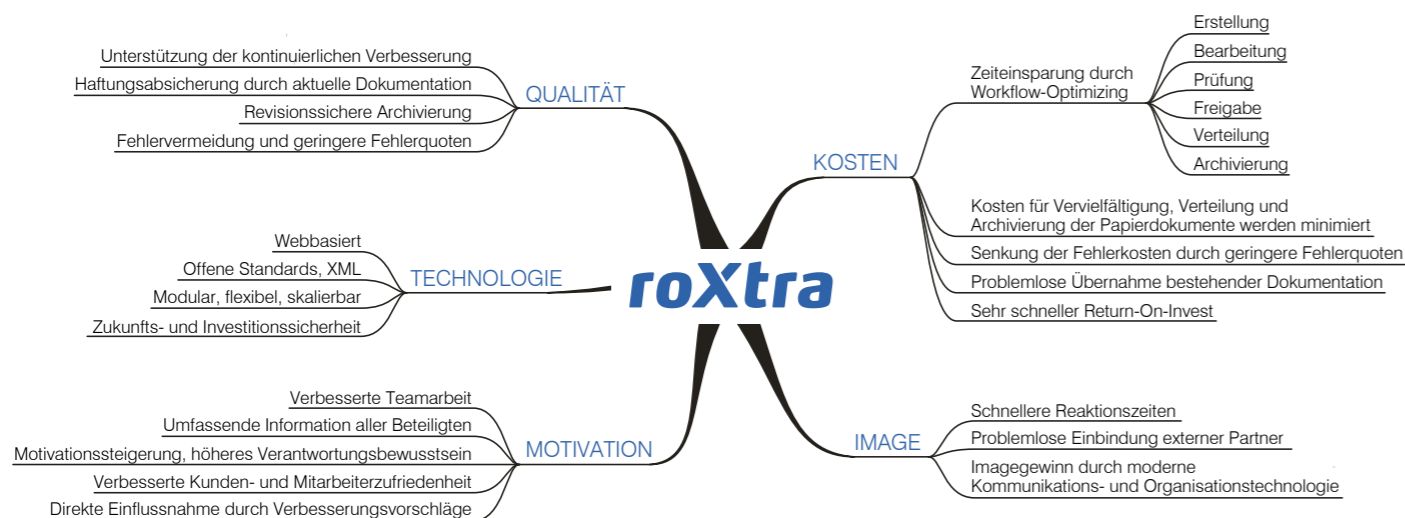 QUALITÄT
Unterstützung der kontinuierlichen Verbesserung
Haftungsabsicherung durch aktuelle Dokumentation
Revisionssichere Archivierung
Fehlervermeidung und geringere Fehlerquoten
TECHNOLOGIE
Webbasiert
Offene Standards, XML
Modular, flexibel, skalierbar
Zukunfts- und Investitionssicherheit
MOTIVATION
Verbesserte Teamarbeit
Umfassende Information aller Beteiligten
Motivationssteigerung, höheres Verantwortungsbewusstsein
Verbesserte Kunden- und Mitarbeiterzufriedenheit
Direkte Einflussnahme durch Verbesserungsvorschläge
roXtra
KOSTEN
Zeiteinsparung durch
Workflow-Optimizing
Erstellung
Bearbeitung
Prüfung
Freigabe
Verteilung
Archivierung
Kosten für Vervielfältigung, Verteilung und
Archivierung der Papierdokumente werden minimiert
Senkung der Fehlerkosten durch geringere Fehlerquoten
Problemlose Übernahme bestehender Dokumentation
Sehr schneller Return-On-Invest
IMAGE
Schnellere Reaktionszeiten
Problemlose Einbindung externer Partner
Imagegewinn durch moderne
Kommunikations- und Organisationstechnologie